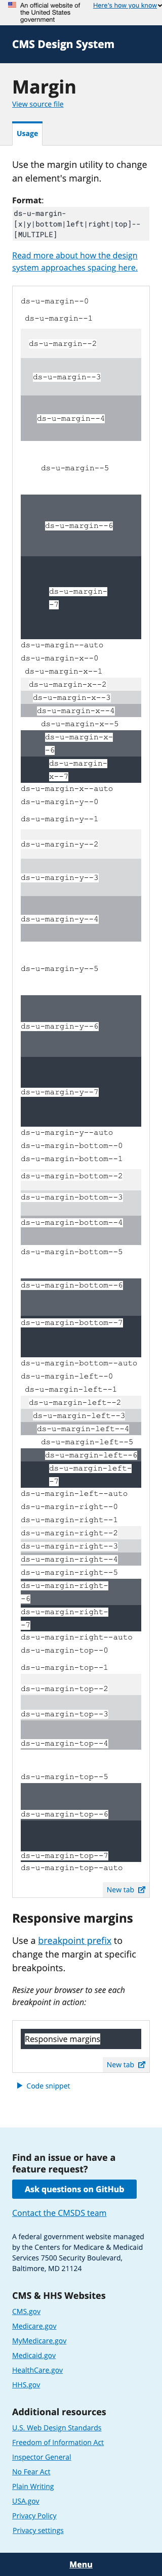 An official website of
the United States
government
Here's how you know
CMS Design System
Margin
View source file
Usage
Use the margin utility to change
an element's margin.
Format:
ds-u-margin-
[x|y|bottom|left|right|top]--
[MULTIPLE]
Read more about how the design
system approaches spacing here.
ds-u-margin--0
ds-u-margin--1
ds-u-margin--2
ds-u-margin--3
ds-u-margin--4
ds-u-margin--5
ds-u-margin--6
ds-u-margin-
-7
ds-u-margin--auto
ds-u-margin-x--0
ds-u-margin-x--1
ds-u-margin-x--2
ds-u-margin-x--3
ds-u-margin-x--4
ds-u-margin-x--5
ds-u-margin-x-
-6
ds-u-margin-
x--7
ds-u-margin-x--auto
ds-u-margin-y--0
ds-u-margin-y--1
ds-u-margin-y--2
ds-u-margin-y--3
ds-u-margin-y--4
ds-u-margin-y--5
ds-u-margin-y--6
ds-u-margin-y--7
ds-u-margin-y--auto
ds-u-margin-bottom--0
ds-u-margin-bottom--1
ds-u-margin-bottom--2
ds-u-margin-bottom--3
ds-u-margin-bottom--4
ds-u-margin-bottom--5
ds-u-margin-bottom--6
ds-u-margin-bottom--7
ds-u-margin-bottom--auto
ds-u-margin-left--0
ds-u-margin-left--1
ds-u-margin-left--2
ds-u-margin-left--3
ds-u-margin-left--4
ds-u-margin-left--5
ds-u-margin-left--6
ds-u-margin-left-
-7
ds-u-margin-left--auto
ds-u-margin-right--0
ds-u-margin-right--1
ds-u-margin-right--2
ds-u-margin-right--3
ds-u-margin-right--4
ds-u-margin-right--5
ds-u-margin-right-
-6
ds-u-margin-right-
-7
ds-u-margin-right--auto
ds-u-margin-top--0
ds-u-margin-top--1
ds-u-margin-top--2
ds-u-margin-top--3
ds-u-margin-top--4
ds-u-margin-top--5
ds-u-margin-top--6
ds-u-margin-top--7
ds-u-margin-top--auto
New tab
Responsive margins
Use a breakpoint prefix to
change the margin at specific
breakpoints.
Resize your browser to see each
breakpoint in action:
Responsive margins
New tab
Code snippet
Find an issue or have a
feature request?
Ask questions on GitHub
Contact the CMSDS team
A federal government website managed
by the Centers for Medicare & Medicaid
Services 7500 Security Boulevard,
Baltimore, MD 21124
CMS & HHS Websites
CMS.gov
Medicare.gov
MyMedicare.gov
Medicaid.gov
HealthCare.gov
HHS.gov
Additional resources
U.S. Web Design Standards
Freedom of Information Act
Inspector General
No Fear Act
Plain Writing
USA.gov
Privacy Policy
Privacy settings
Menu